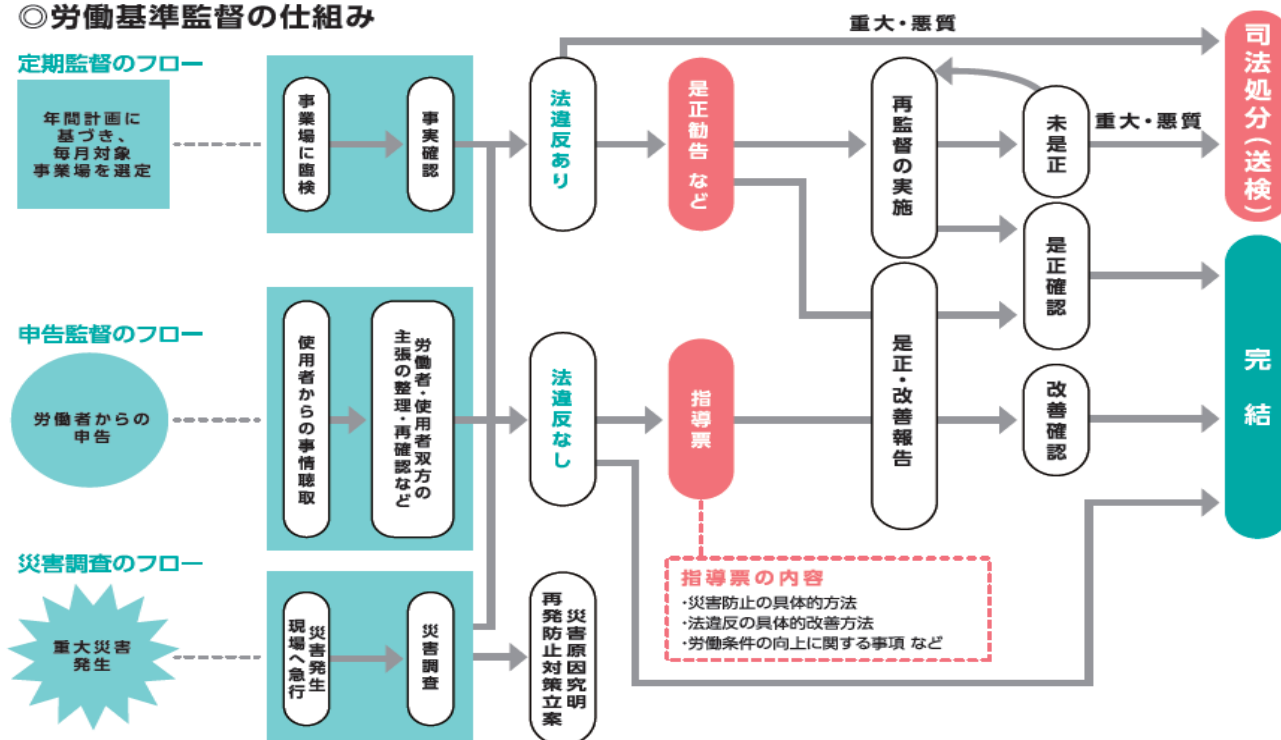 ◎労働基準監督の仕組み
定期監督のフロー
年間計画に
基づき、
毎月対象
事業場を選定
事業場に臨検
事実確認
法違反あり
是正勧告 など
再監督の実施
未是正
重大・悪質
重大・悪質
司法処分(送検)
是正確認
申告監督のフロー
労働者からの
申告
使用者からの事情聴取
労働者・使用者双方の
主張の整理・再確認など
法違反なし
指導票
是正・改善報告
改善確認
完結
災害調査のフロー
重大災害
発生
災害発生
現場へ急行
災害調査
災害原因究明
再発防止対策立案
指導票の内容
・災害防止の具体的方法
・法違反の具体的改善方法
・労働条件の向上に関する事項 など